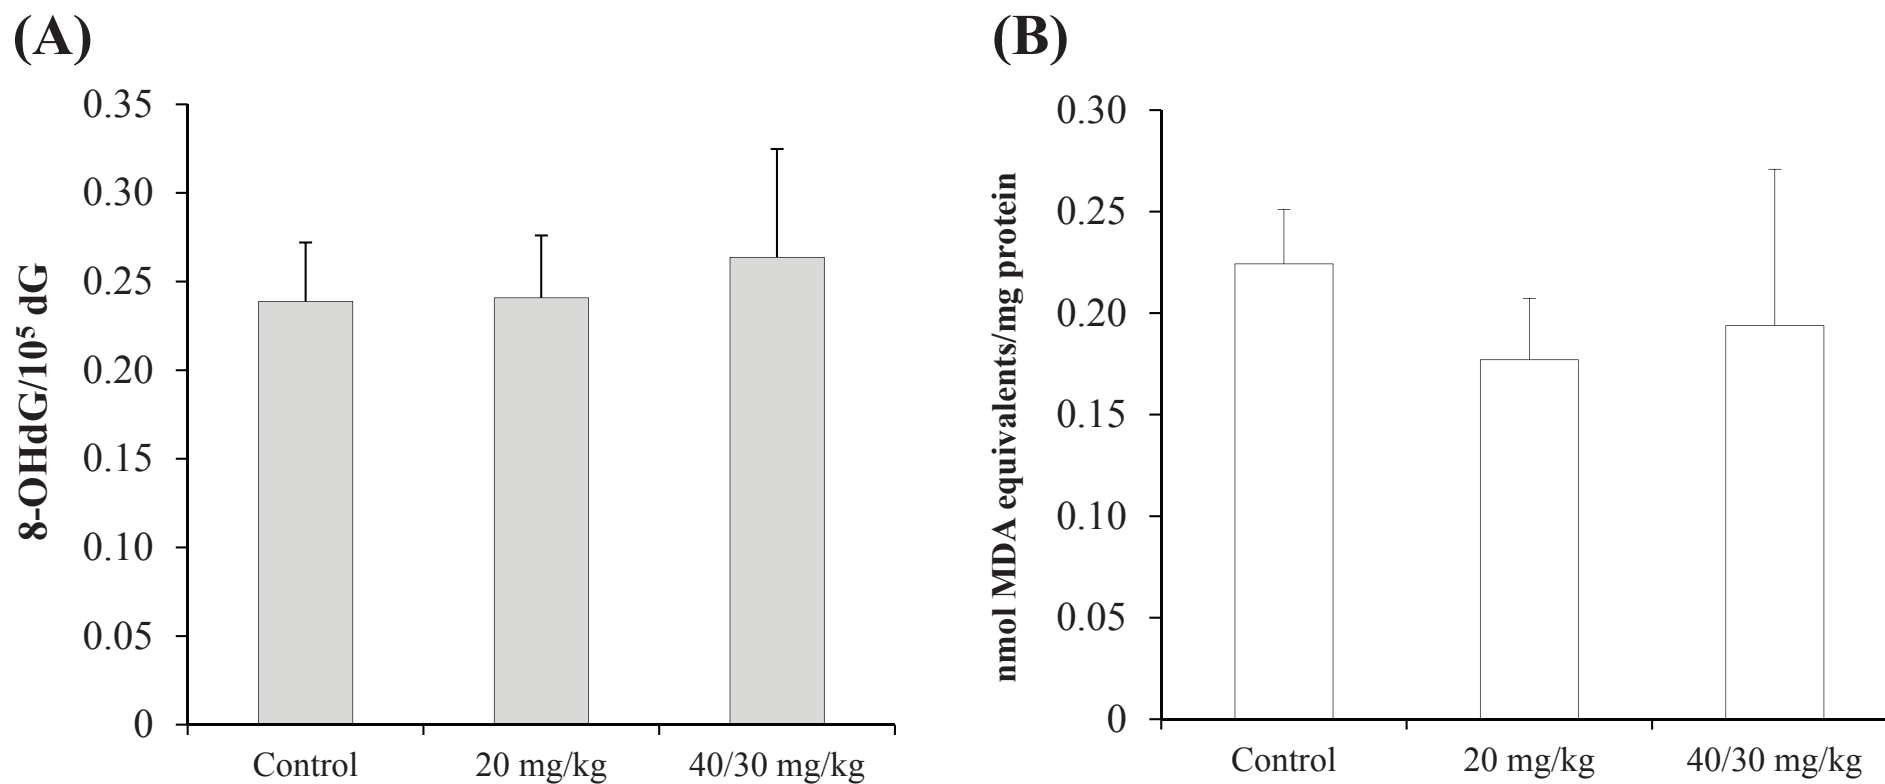 (A)
8-OHdG/10⁵ dG
0.35
0.30
0.25
0.20
0.15
0.10
0.05
0
Control
20 mg/kg
40/30 mg/kg
(B)
nmol MDA equivalents/mg protein
0.30
0.25
0.20
0.15
0.10
0.05
0
Control
20 mg/kg
40/30 mg/kg